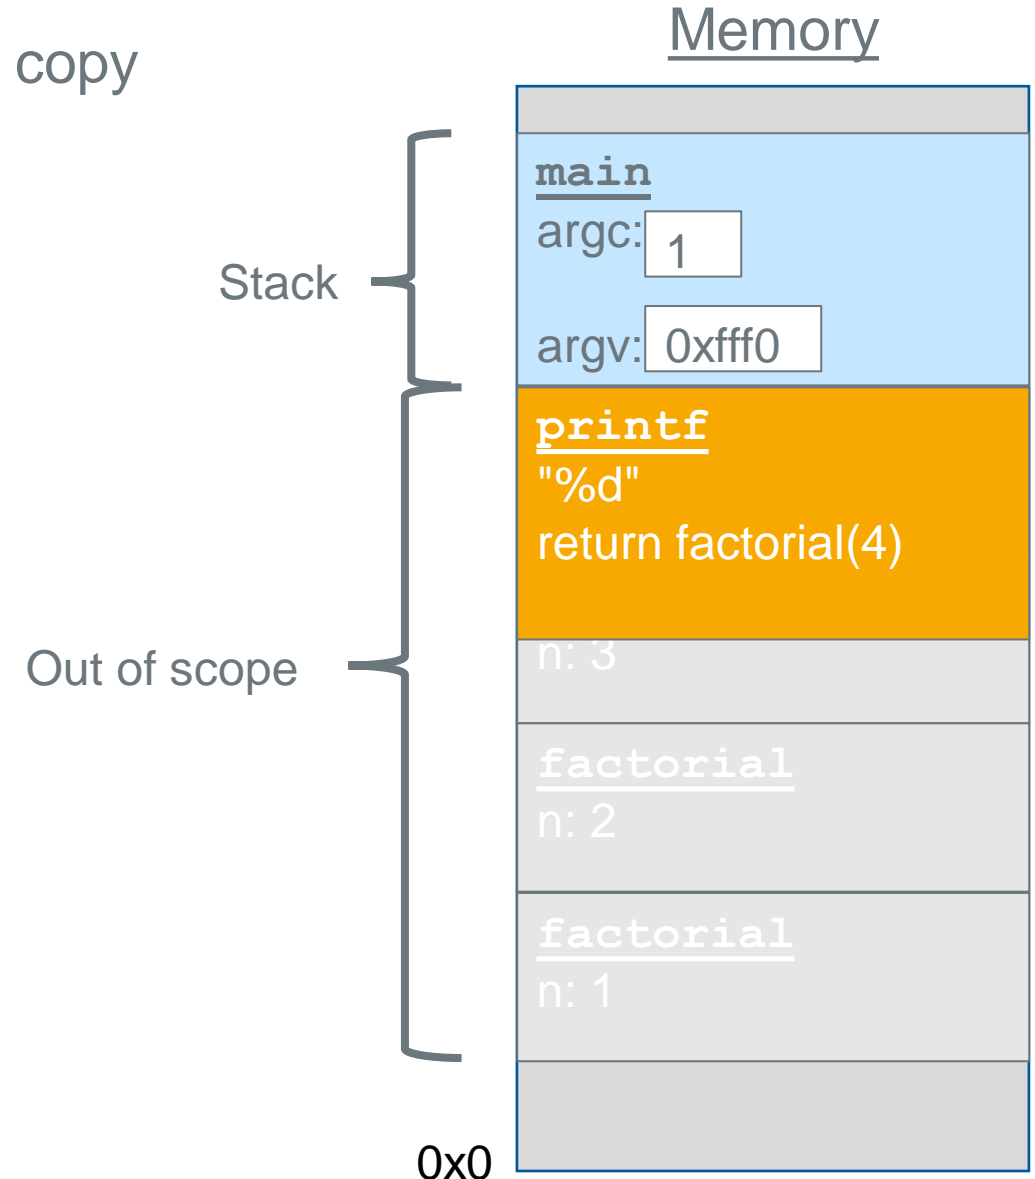 copy
Memory
main
argc: 1
Stack
argv: 0xfff0
printf
"%d"
return factorial(4)
n: 3
Out of scope
factorial
n: 2
factorial
n: 1
0x0